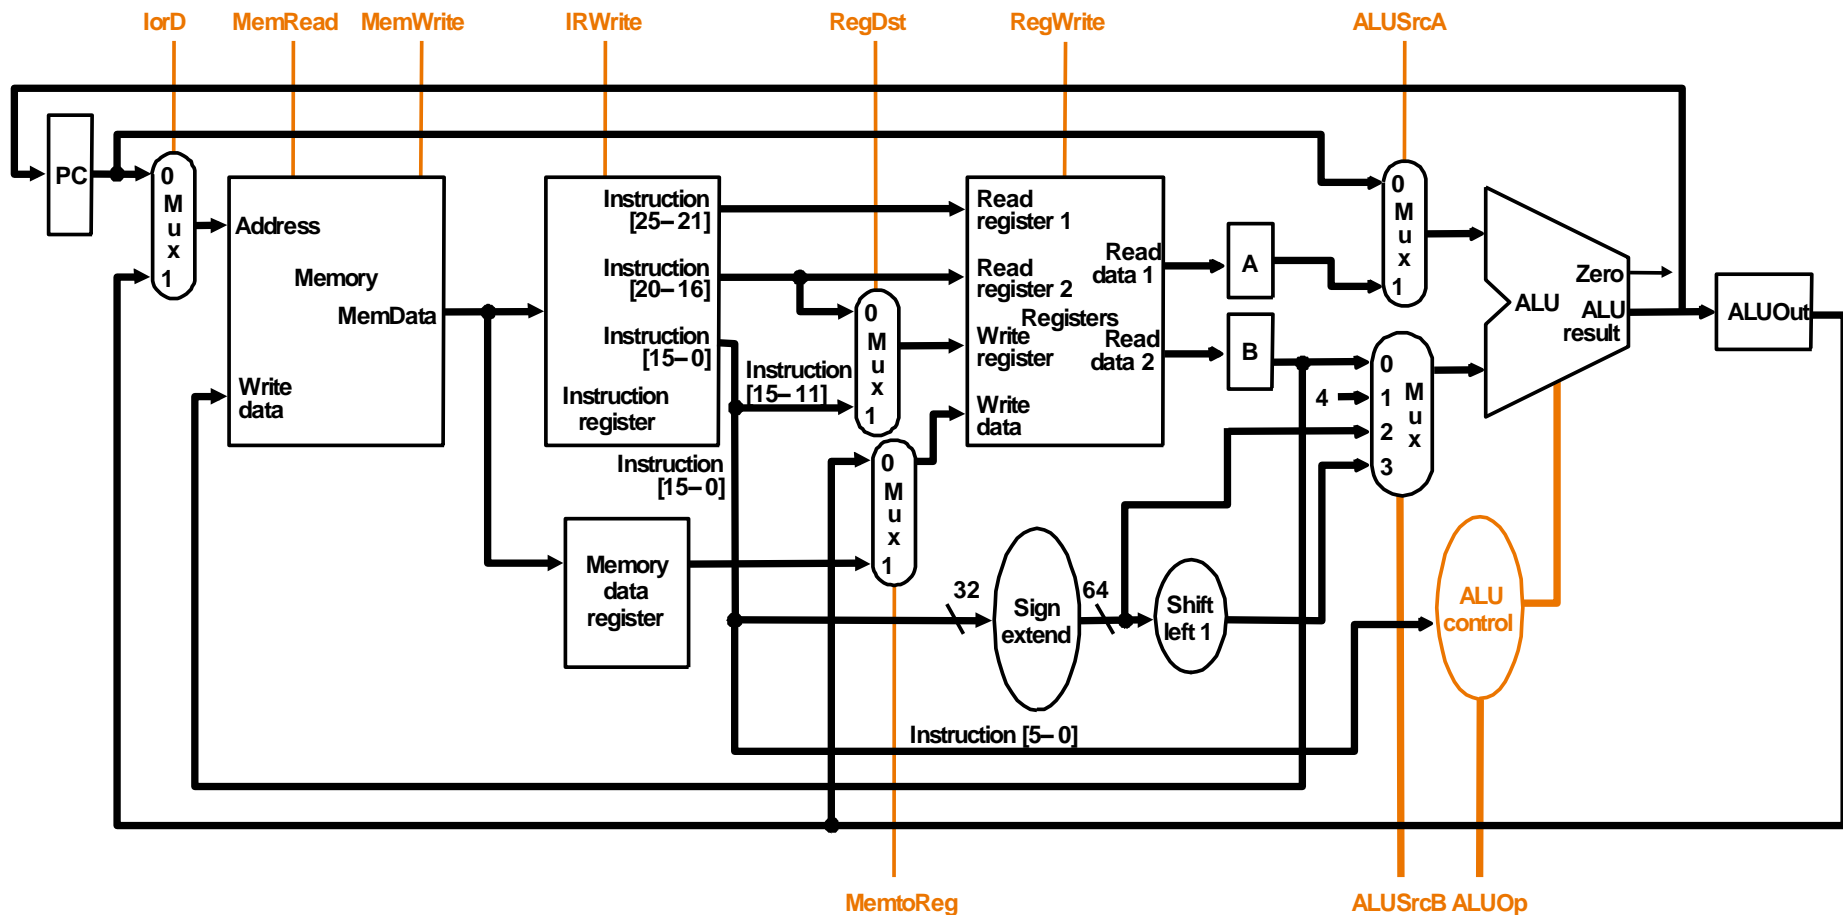 IorD
MemRead
MemWrite
IRWrite
RegDst
RegWrite
ALUSrcA
PC
0
M
u
x
1
Address
Memory
MemData
Write
data
Instruction
[25–21]
Instruction
[20–16]
Instruction
[15–0]
Instruction
register
Instruction
[15–0]
Instruction
[15–11]
Memory
data
register
0
M
u
x
1
0
M
u
x
1
Read
register 1
Read
register 2
Registers
Write
register
Write
data
Read
data 1
Read
data 2
A
B
0
M
u
x
1
4
0
1
2
3
M
u
x
32
Sign
extend
64
Shift
left 1
Instruction [5–0]
ALU
control
Zero
ALU
ALU
result
ALUOut
MemtoReg
ALUSrcB
ALUOp